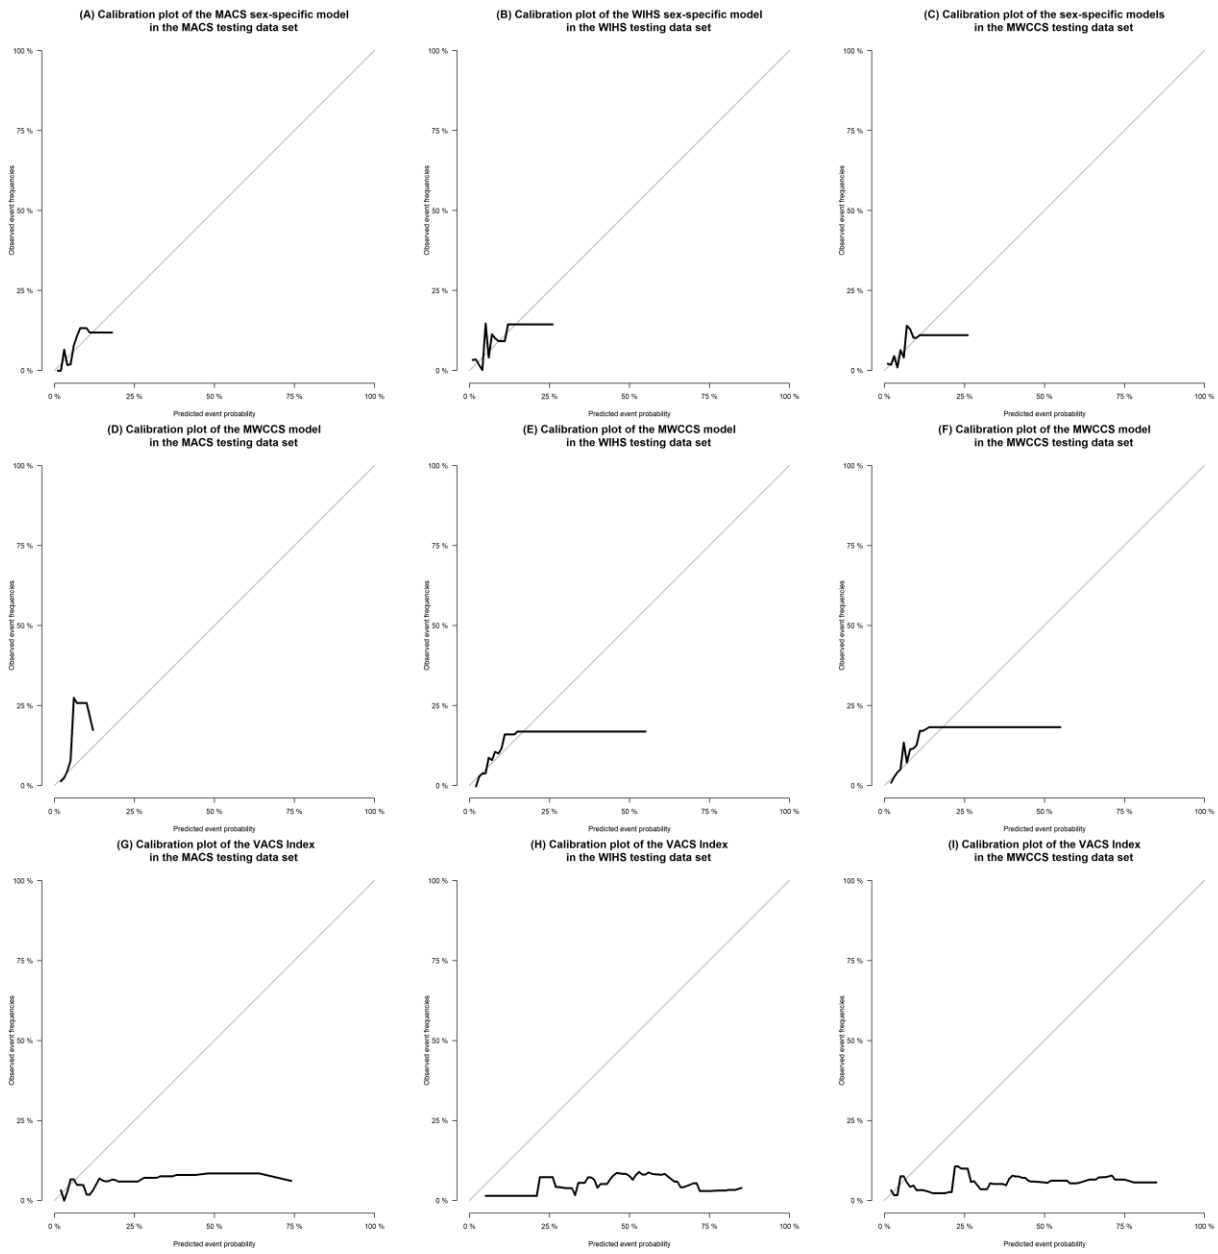 (A) Calibration plot of the MACS sex-specific model
in the MACS testing data set
100 %
75 %
50 %
25 %
0 %
Observed event frequencies
0 %
25 %
50 %
75 %
100 %
Predicted event probability
(B) Calibration plot of the WIHS sex-specific model
in the WIHS testing data set
100 %
75 %
50 %
25 %
0 %
Observed event frequencies
0 %
25 %
50 %
75 %
100 %
Predicted event probability
(C) Calibration plot of the sex-specific models
in the MWCCS testing data set
100 %
75 %
50 %
25 %
0 %
Observed event frequencies
0 %
25 %
50 %
75 %
100 %
Predicted event probability
(D) Calibration plot of the MWCCS model
in the MACS testing data set
100 %
75 %
50 %
25 %
0 %
Observed event frequencies
0 %
25 %
50 %
75 %
100 %
Predicted event probability
(E) Calibration plot of the MWCCS model
in the WIHS testing data set
100 %
75 %
50 %
25 %
0 %
Observed event frequencies
0 %
25 %
50 %
75 %
100 %
Predicted event probability
(F) Calibration plot of the MWCCS model
in the MWCCS testing data set
100 %
75 %
50 %
25 %
0 %
Observed event frequencies
0 %
25 %
50 %
75 %
100 %
Predicted event probability
(G) Calibration plot of the VACS Index
in the MACS testing data set
100 %
75 %
50 %
25 %
0 %
Observed event frequencies
0 %
25 %
50 %
75 %
100 %
Predicted event probability
(H) Calibration plot of the VACS Index
in the WIHS testing data set
100 %
75 %
50 %
25 %
0 %
Observed event frequencies
0 %
25 %
50 %
75 %
100 %
Predicted event probability
(I) Calibration plot of the VACS Index
in the MWCCS testing data set
100 %
75 %
50 %
25 %
0 %
Observed event frequencies
0 %
25 %
50 %
75 %
100 %
Predicted event probability